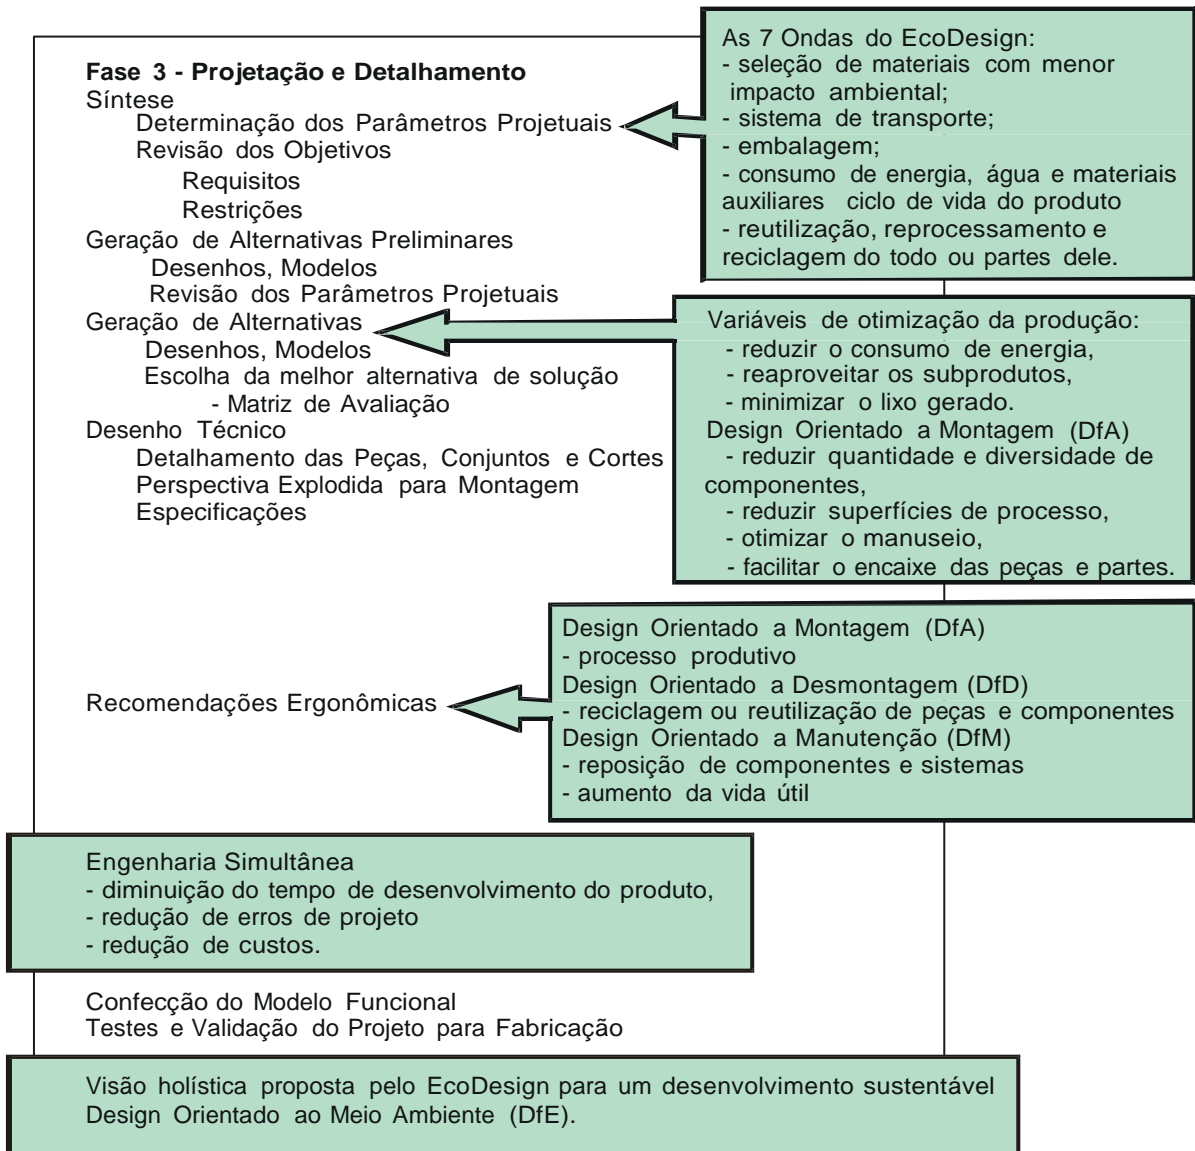 As 7 Ondas do EcoDesign:
- seleção de materiais com menor
impacto ambiental;
- sistema de transporte;
- embalagem;
- consumo de energia, água e materiais
auxiliares ciclo de vida do produto
- reutilização, reprocessamento e
reciclagem do todo ou partes dele.
Fase 3 - Projetação e Detalhamento
Síntese
Determinação dos Parâmetros Projetuais
Revisão dos Objetivos
Requisitos
Restrições
Geração de Alternativas Preliminares
Desenhos, Modelos
Revisão dos Parâmetros Projetuais
Geração de Alternativas
Desenhos, Modelos
Escolha da melhor alternativa de solução
- Matriz de Avaliação
Desenho Técnico
Detalhamento das Peças, Conjuntos e Cortes
Perspectiva Explodida para Montagem
Especificações
Variáveis de otimização da produção:
- reduzir o consumo de energia,
- reaproveitar os subprodutos,
- minimizar o lixo gerado.
Design Orientado a Montagem (DfA)
- reduzir quantidade e diversidade de
componentes,
- reduzir superfícies de processo,
- otimizar o manuseio,
- facilitar o encaixe das peças e partes.
Recomendações Ergonômicas
Design Orientado a Montagem (DfA)
- processo produtivo
Design Orientado a Desmontagem (DfD)
- reciclagem ou reutilização de peças e componentes
Design Orientado a Manutenção (DfM)
- reposição de componentes e sistemas
- aumento da vida útil
Engenharia Simultânea
- diminuição do tempo de desenvolvimento do produto,
- redução de erros de projeto
- redução de custos.
Confecção do Modelo Funcional
Testes e Validação do Projeto para Fabricação
Visão holística proposta pelo EcoDesign para um desenvolvimento sustentável
Design Orientado ao Meio Ambiente (DfE).